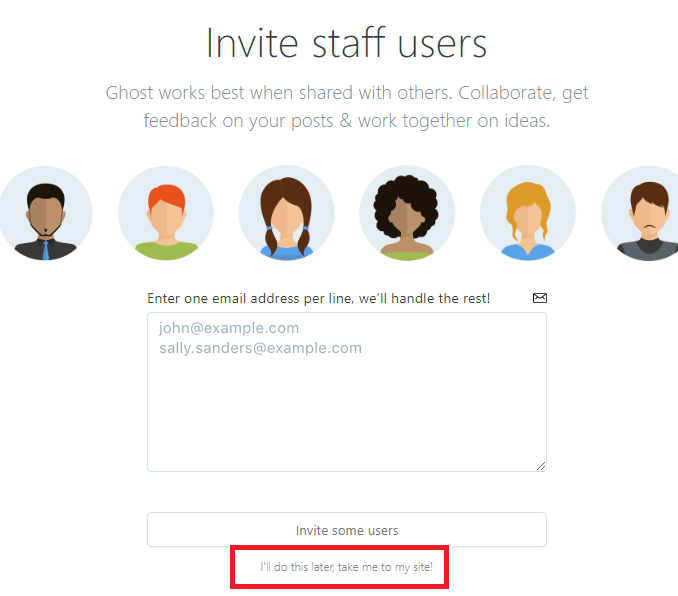 Invite staff users
Ghost works best when shared with others. Collaborate, get
feedback on your posts & work together on ideas.
Enter one email address per line, we’ll handle the rest!
john@example.com
sally.sanders@example.com
Invite some users
I'll do this later, take me to my site!